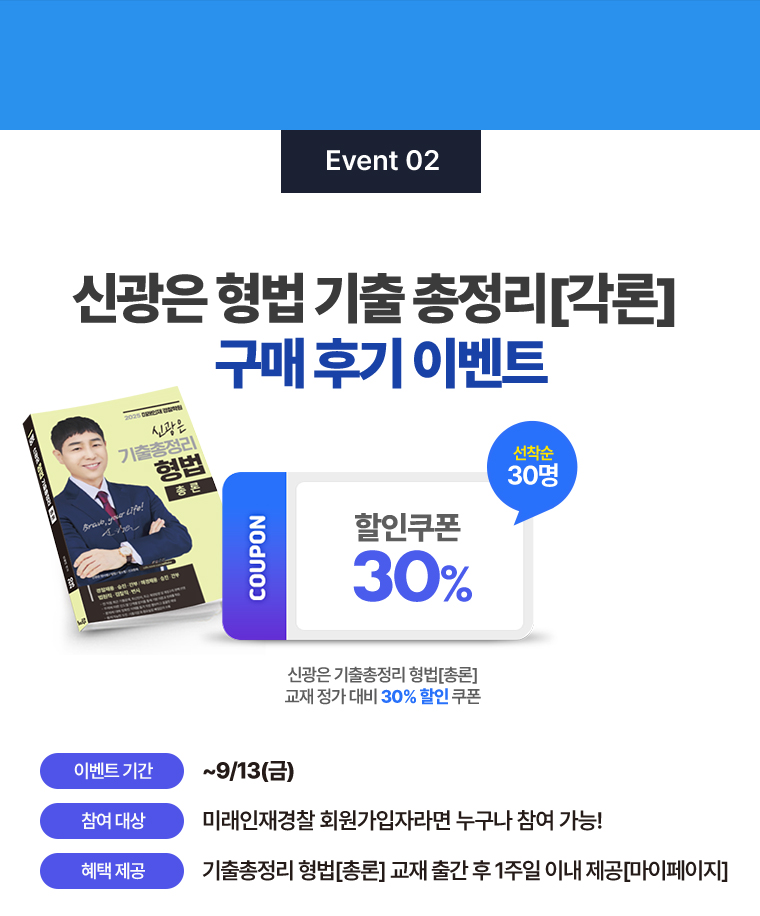 Event 02
신광은 형법 기출 총정리[각론]
구매 후기 이벤트
2025 미래인재 경찰학원
신광은
기출총정리
형법
총론
Bravo, your Life!
선착순
30명
COUPON
할인쿠폰
30%
신광은 기출총정리 형법[총론]
교재 정가 대비 30% 할인 쿠폰
이벤트 기간 ~9/13(금)
참여 대상 미래인재경찰 회원가입자라면 누구나 참여 가능!
혜택 제공 기출총정리 형법[총론] 교재 출간 후 1주일 이내 제공[마이페이지]